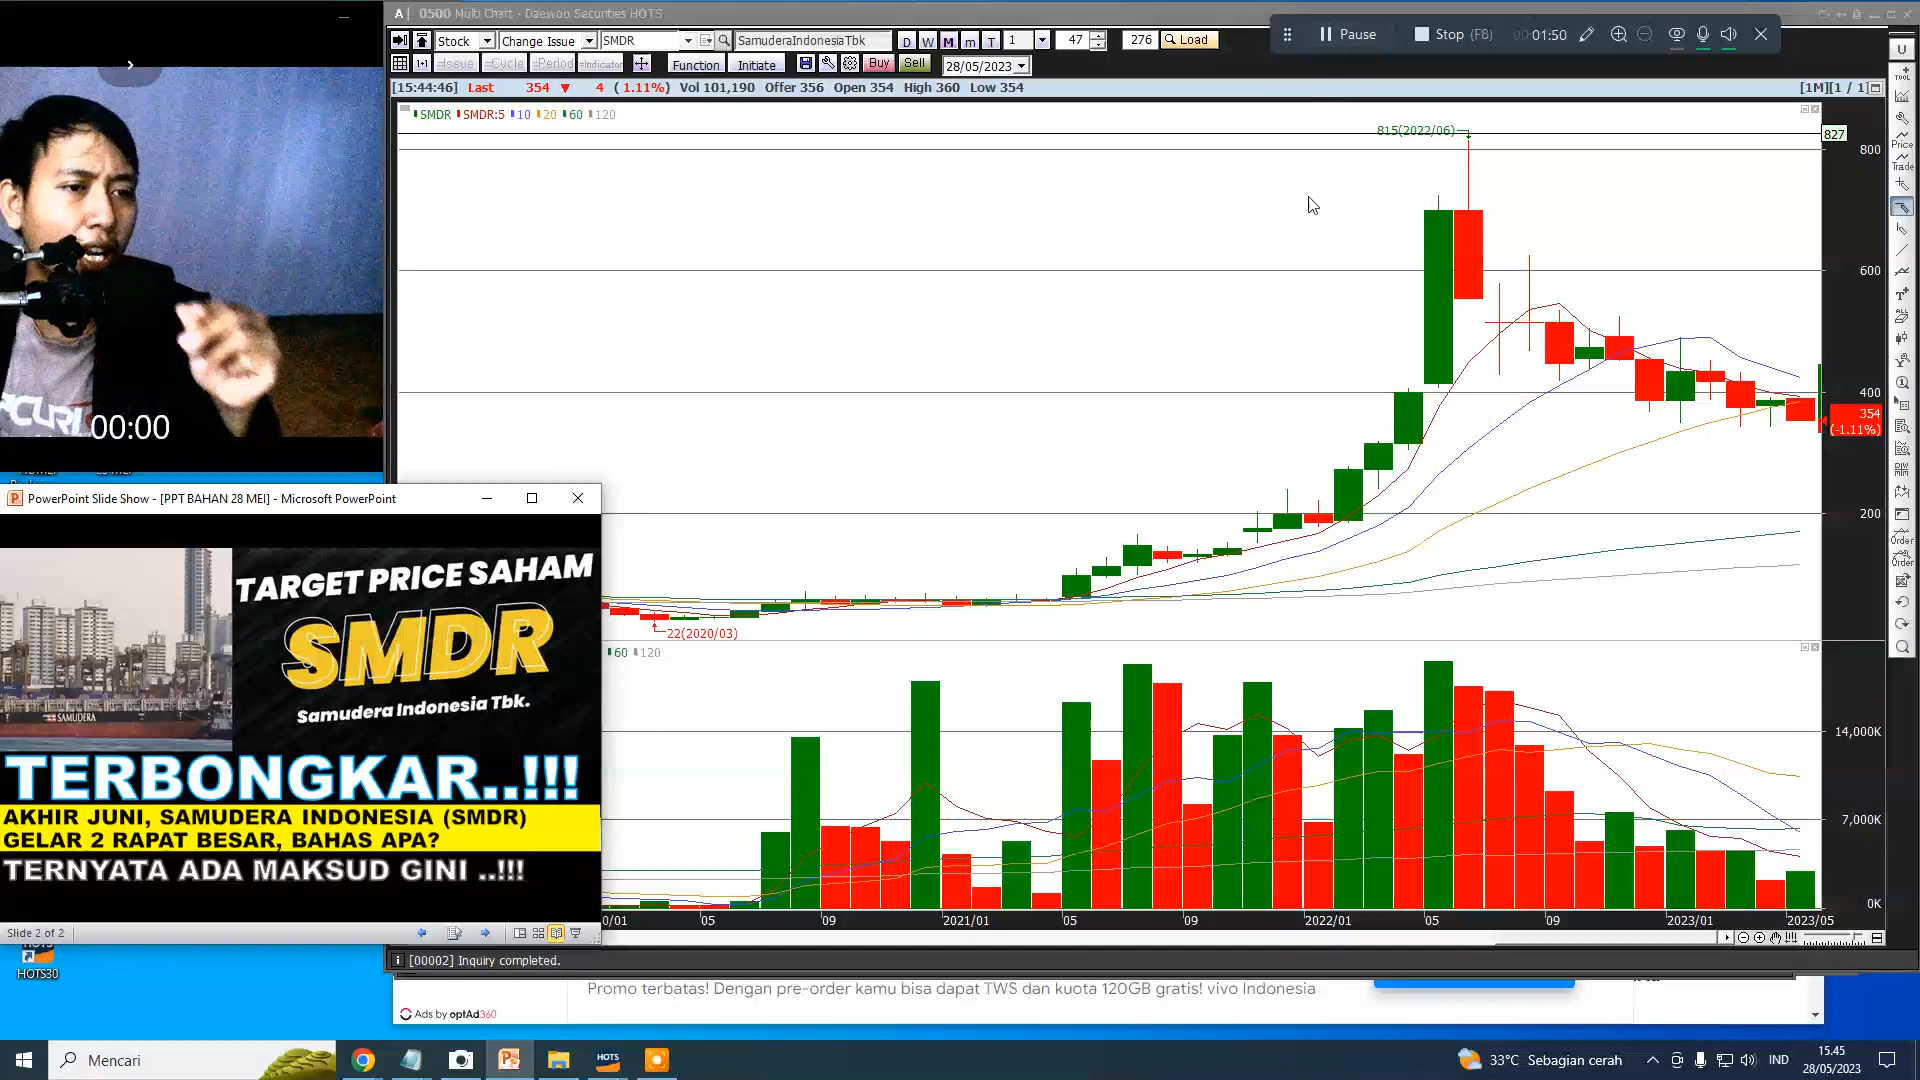 A 0500 Multi Chart - Daewoo Securities HOTS
Stock Change Issue SMDR SamuderaIndonesiaTbk D W M m T 1 47 276 Load
=Issue =Cycle =Period =Indicator Function Initiate Buy Sell 28/05/2023
Pause Stop (F8) 00:01:50
[15:44:46] Last 354 ▼ 4 ( 1.11%) Vol 101,190 Offer 356 Open 354 High 360 Low 354 [1M][1 / 1]
SMDR SMDR:5 10 20 60 120
815(2022/06)
827
800
600
400
354
(-1.11%)
200
22(2020/03)
60 120
14,000K
7,000K
0K
0/01 05 09 2021/01 05 09 2022/01 05 09 2023/01 2023/05
U
TOOL
Price
Trade
ALL
Order
Order
[00002] Inquiry completed.
00:00
PowerPoint Slide Show - [PPT BAHAN 28 MEI] - Microsoft PowerPoint
TARGET PRICE SAHAM
SMDR
Samudera Indonesia Tbk.
SAMUDERA
TERBONGKAR..!!!
AKHIR JUNI, SAMUDERA INDONESIA (SMDR)
GELAR 2 RAPAT BESAR, BAHAS APA?
TERNYATA ADA MAKSUD GINI ..!!!
Slide 2 of 2
HOTS30
Promo terbatas! Dengan pre-order kamu bisa dapat TWS dan kuota 120GB gratis! vivo Indonesia
Ads by optAd360
Mencari
HOTS
33°C Sebagian cerah
IND
15.45
28/05/2023